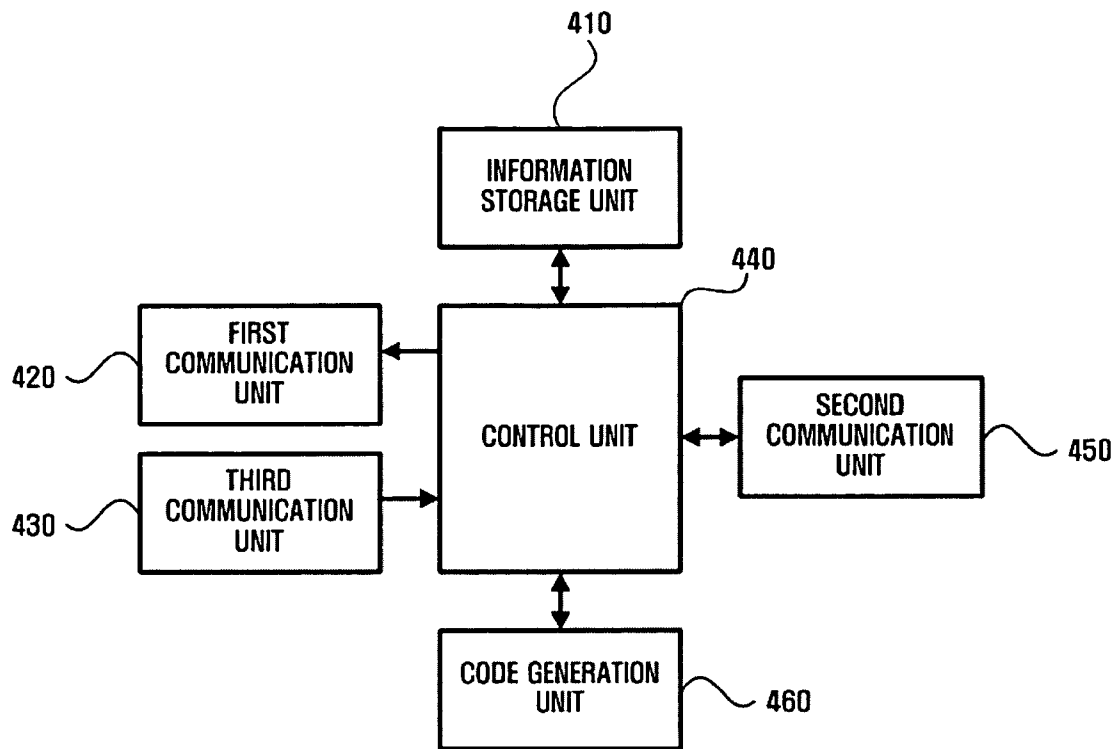 410
INFORMATION
STORAGE UNIT
440
FIRST
COMMUNICATION
UNIT
420
CONTROL UNIT
SECOND
COMMUNICATION
UNIT
450
THIRD
COMMUNICATION
UNIT
430
CODE GENERATION
UNIT
460